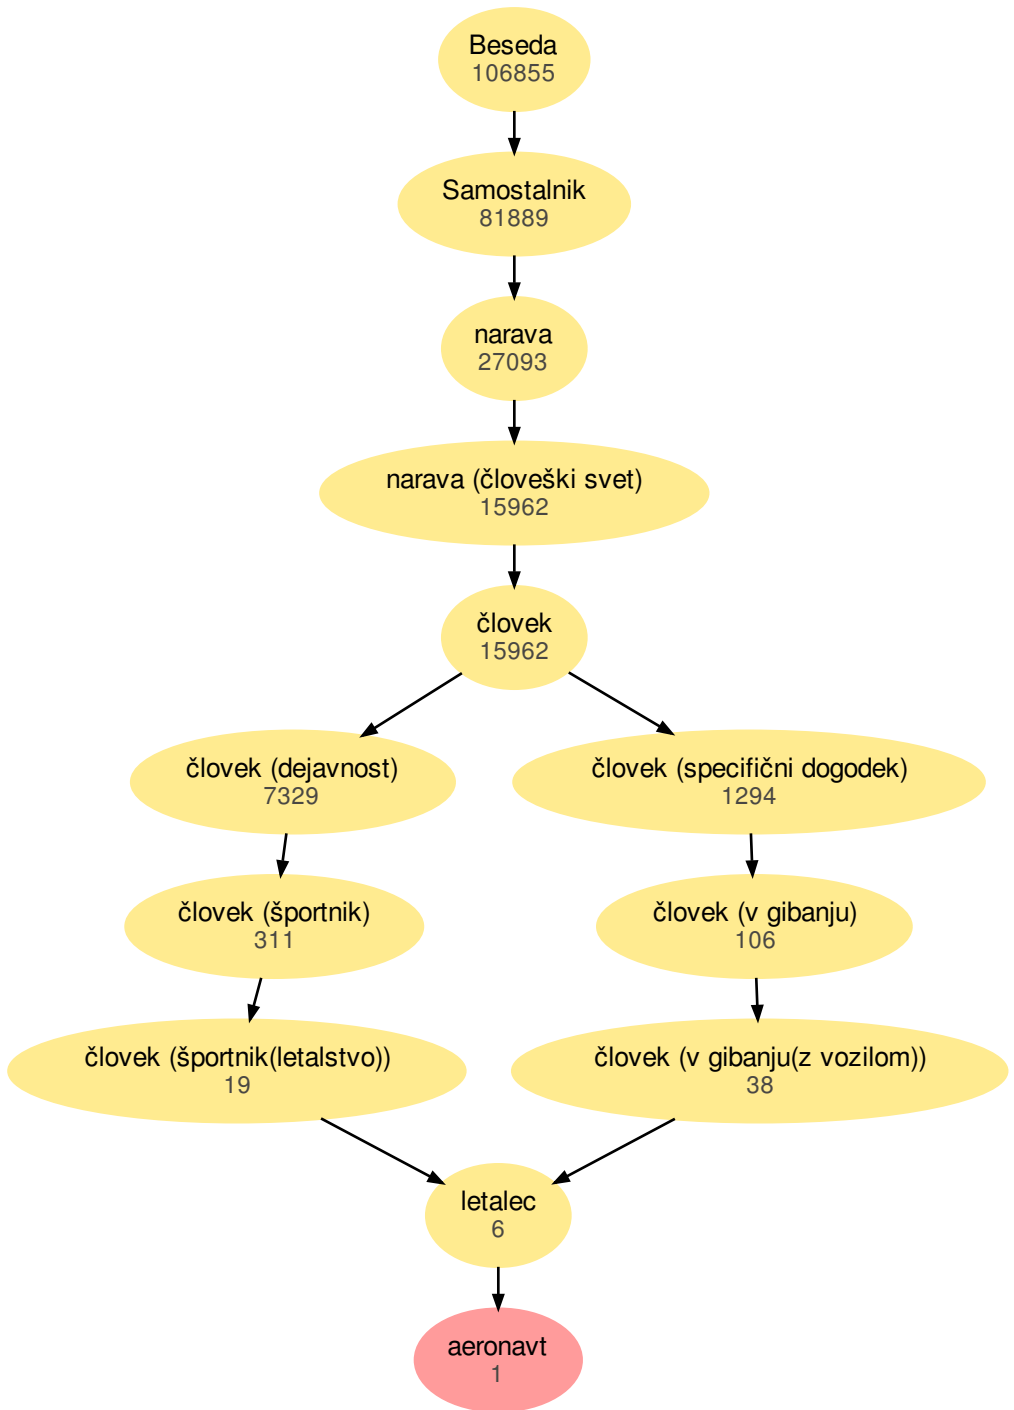 Beseda
106855
Samostalnik
81889
narava
27093
narava (človeški svet)
15962
človek
15962
človek (dejavnost)
7329
človek (specifični dogodek)
1294
človek (športnik)
311
človek (v gibanju)
106
človek (športnik(letalstvo))
19
človek (v gibanju(z vozilom))
38
letalec
6
aeronavt
1